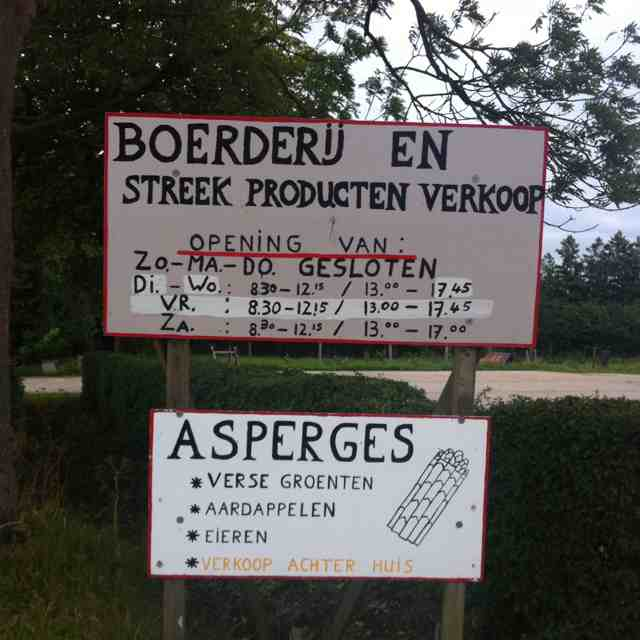 BOERDERIJ EN
STREEK PRODUCTEN VERKOOP
OPENING VAN:
ZO.-MA.-DO. GESLOTEN
DI.-WO.: 8.30-12.15 / 13.00-17.45
VR. : 8.30-12.15 / 13.00-17.45
ZA. : 8.30-12.15 / 13.00-17.00
ASPERGES
* VERSE GROENTEN
* AARDAPPELEN
* EIEREN
* VERKOOP ACHTER HUIS